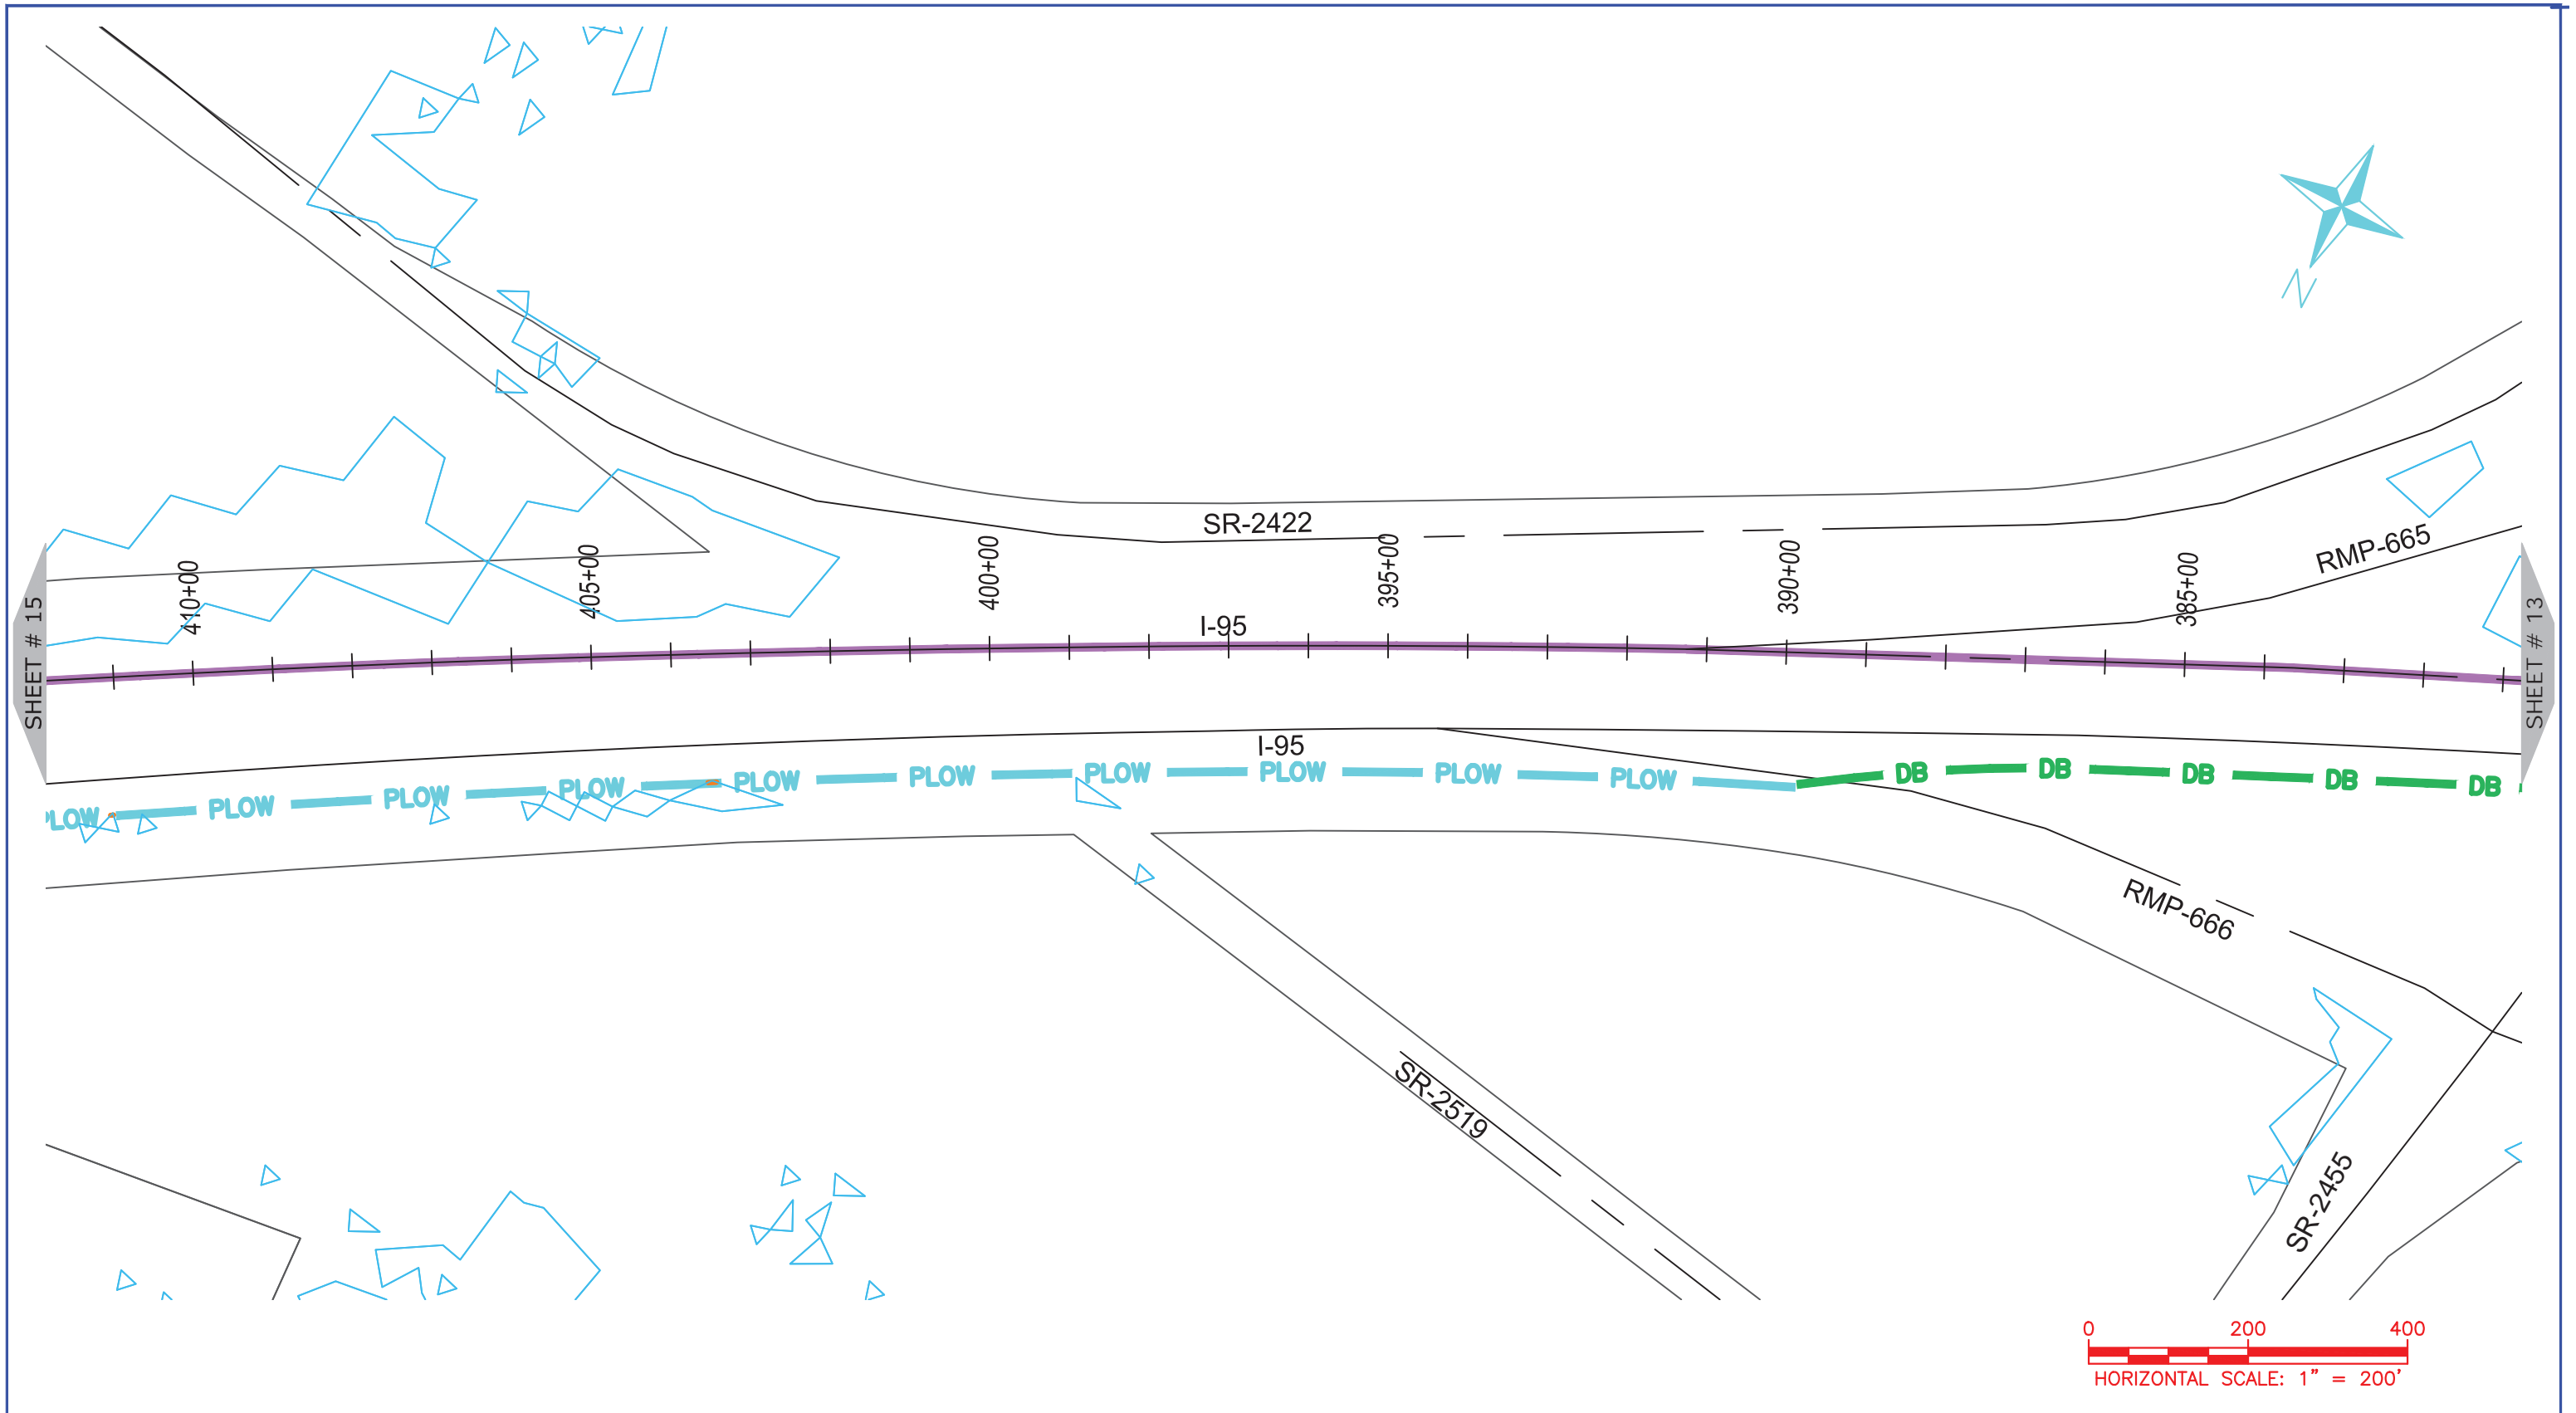 N
SR-2422
RMP-665
410+00
405+00
400+00
395+00
390+00
385+00
SHEET # 15
I-95
SHEET # 13
I-95
PLOW PLOW PLOW PLOW PLOW PLOW PLOW PLOW PLOW PLOW DB DB DB DB DB
RMP-666
SR-2519
SR-2455
0 200 400
HORIZONTAL SCALE: 1" = 200'